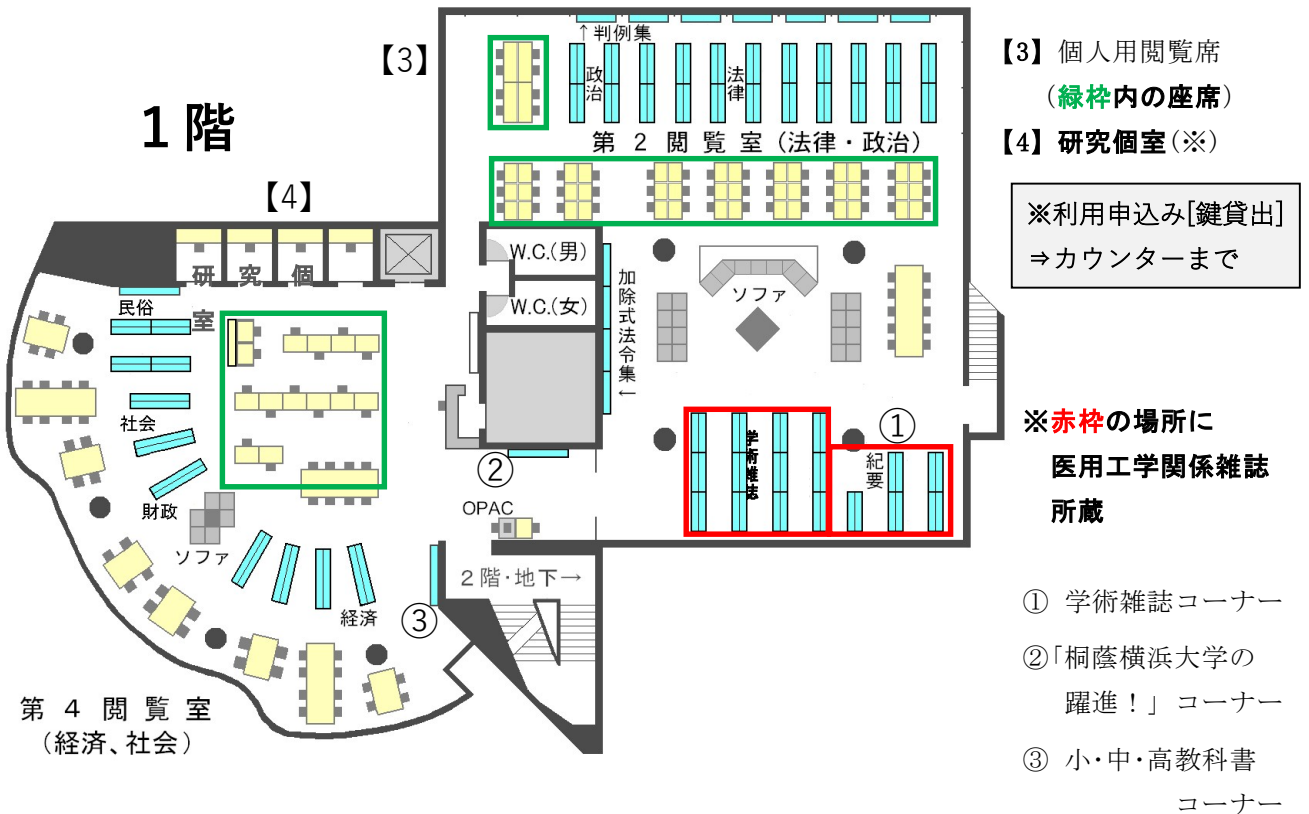 1階
【3】
↑判例集
政治
法律
第 2 閲 覧 室 (法律・政治)
【4】
研 究 個
室
W.C.(男)
W.C.(女)
加除式法令集←
ソファ
民俗
社会
財政
ソファ
経済
①
学術雑誌
紀要
②
OPAC
2階・地下→
③
第 4 閲 覧 室
(経済、社会)
【3】個人用閲覧席
(緑枠内の座席)
【4】研究個室(※)
※利用申込み[鍵貸出]
⇒カウンターまで
※赤枠の場所に
医用工学関係雑誌
所蔵
① 学術雑誌コーナー
②「桐蔭横浜大学の
躍進!」コーナー
③ 小・中・高教科書
コーナー